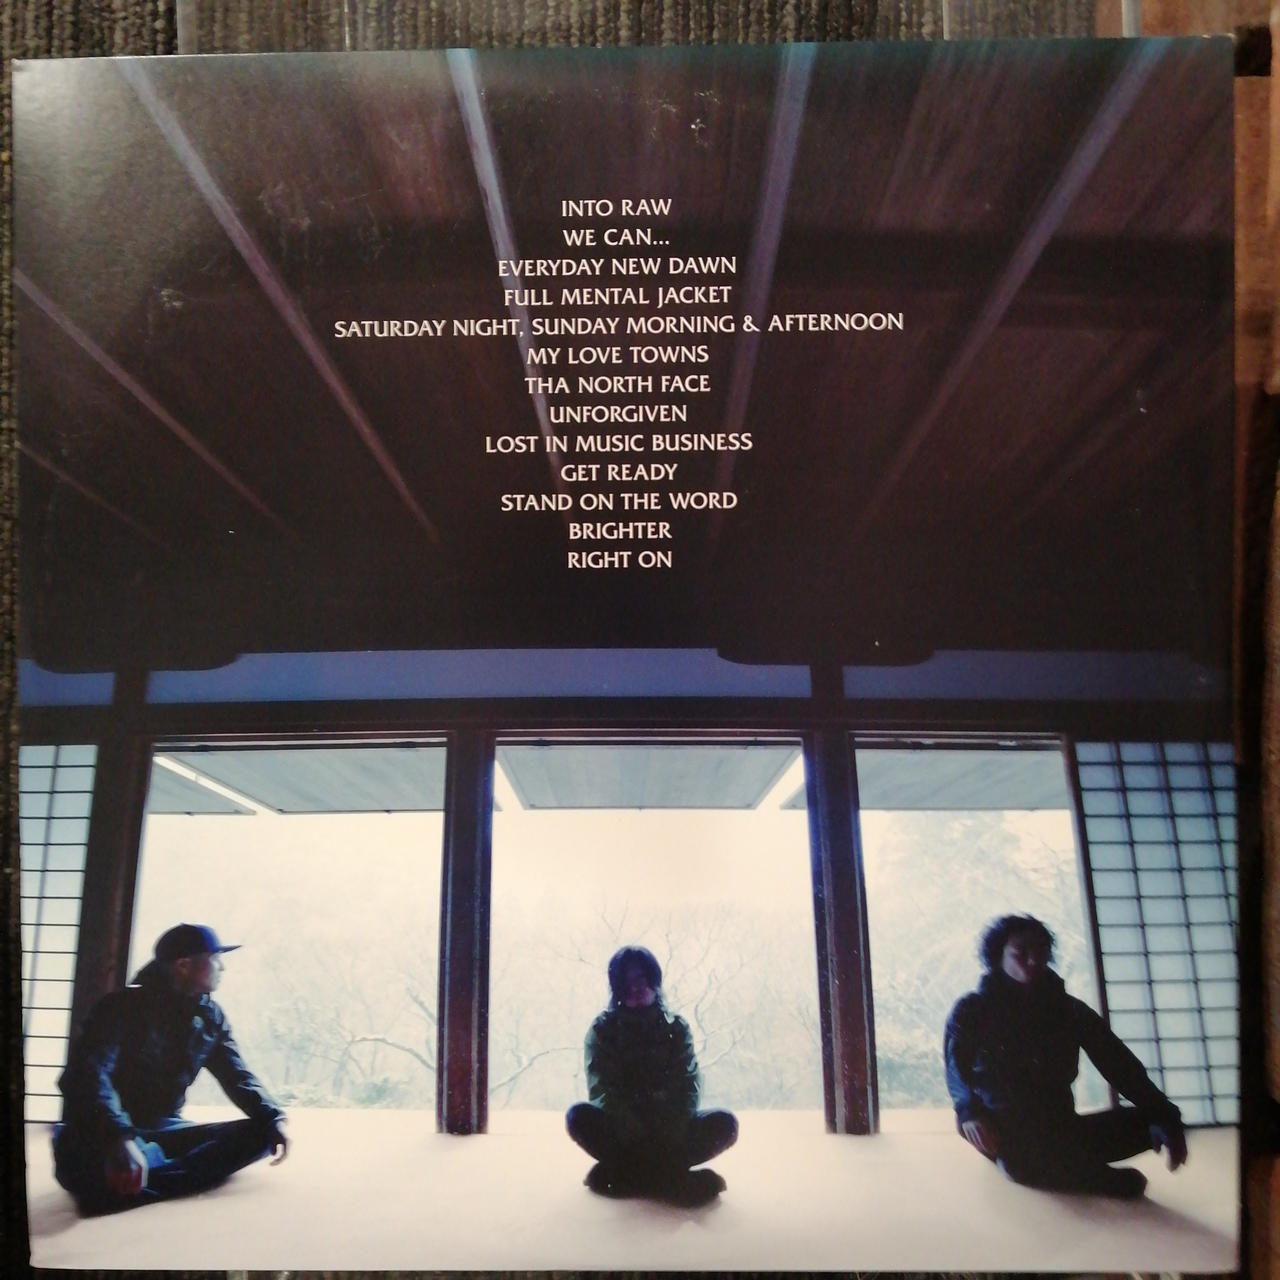 INTO RAW
WE CAN...
EVERYDAY NEW DAWN
FULL MENTAL JACKET
SATURDAY NIGHT, SUNDAY MORNING & AFTERNOON
MY LOVE TOWNS
THA NORTH FACE
UNFORGIVEN
LOST IN MUSIC BUSINESS
GET READY
STAND ON THE WORD
BRIGHTER
RIGHT ON